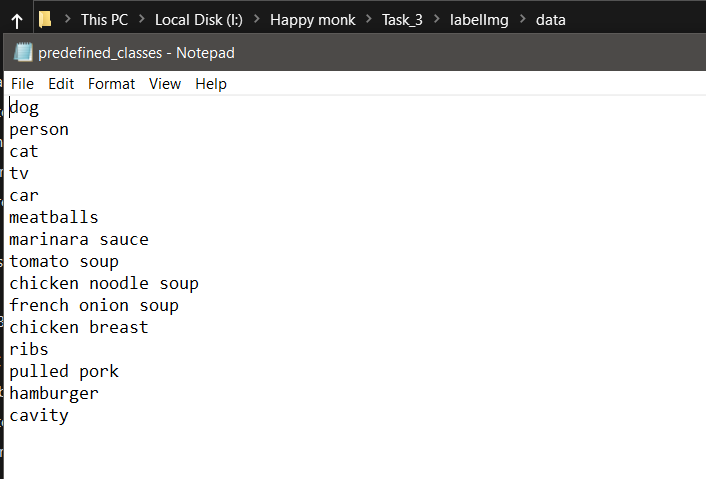 This PC > Local Disk (I:) > Happy monk > Task_3 > labelImg > data
predefined_classes - Notepad
File Edit Format View Help
dog
person
cat
tv
car
meatballs
marinara sauce
tomato soup
chicken noodle soup
french onion soup
chicken breast
ribs
pulled pork
hamburger
cavity